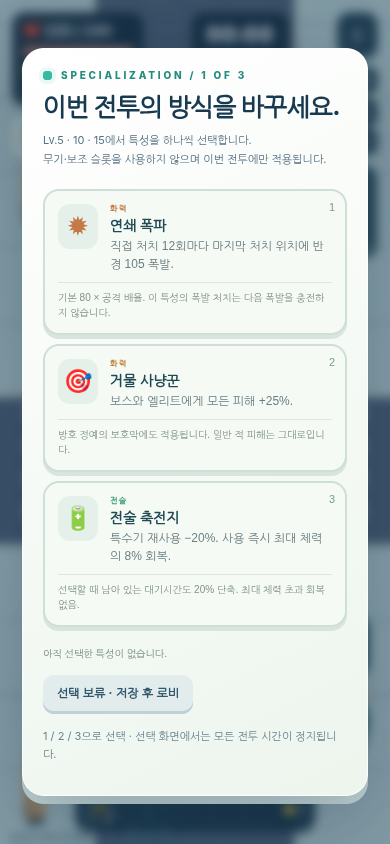 SPECIALIZATION / 1 OF 3
이번 전투의 방식을 바꾸세요.
Lv.5 · 10 · 15에서 특성을 하나씩 선택합니다.
무기·보조 슬롯을 사용하지 않으며 이번 전투에만 적용됩니다.
화력
1
연쇄 폭파
직접 처치 12회마다 마지막 처치 위치에 반
경 105 폭발.
기본 80 × 공격 배율. 이 특성의 폭발 처치는 다음 폭발을 충전하
지 않습니다.
화력
2
거물 사냥꾼
보스와 엘리트에게 모든 피해 +25%.
방호 정예의 보호막에도 적용됩니다. 일반 적 피해는 그대로입니
다.
전술
3
전술 축전지
특수기 재사용 −20%. 사용 즉시 최대 체력
의 8% 회복.
선택할 때 남아 있는 대기시간도 20% 단축. 최대 체력 초과 회복
없음.
아직 선택한 특성이 없습니다.
선택 보류 · 저장 후 로비
1 / 2 / 3으로 선택 · 선택 화면에서는 모든 전투 시간이 정지됩니
다.